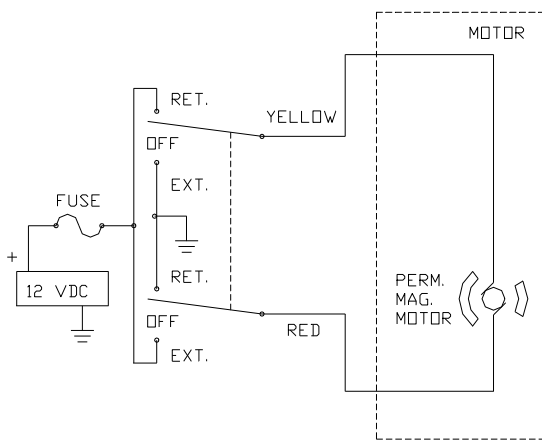 MOTOR
RET.
YELLOW
OFF
EXT.
FUSE
+
12 VDC
RET.
OFF
EXT.
RED
PERM.
MAG.
MOTOR